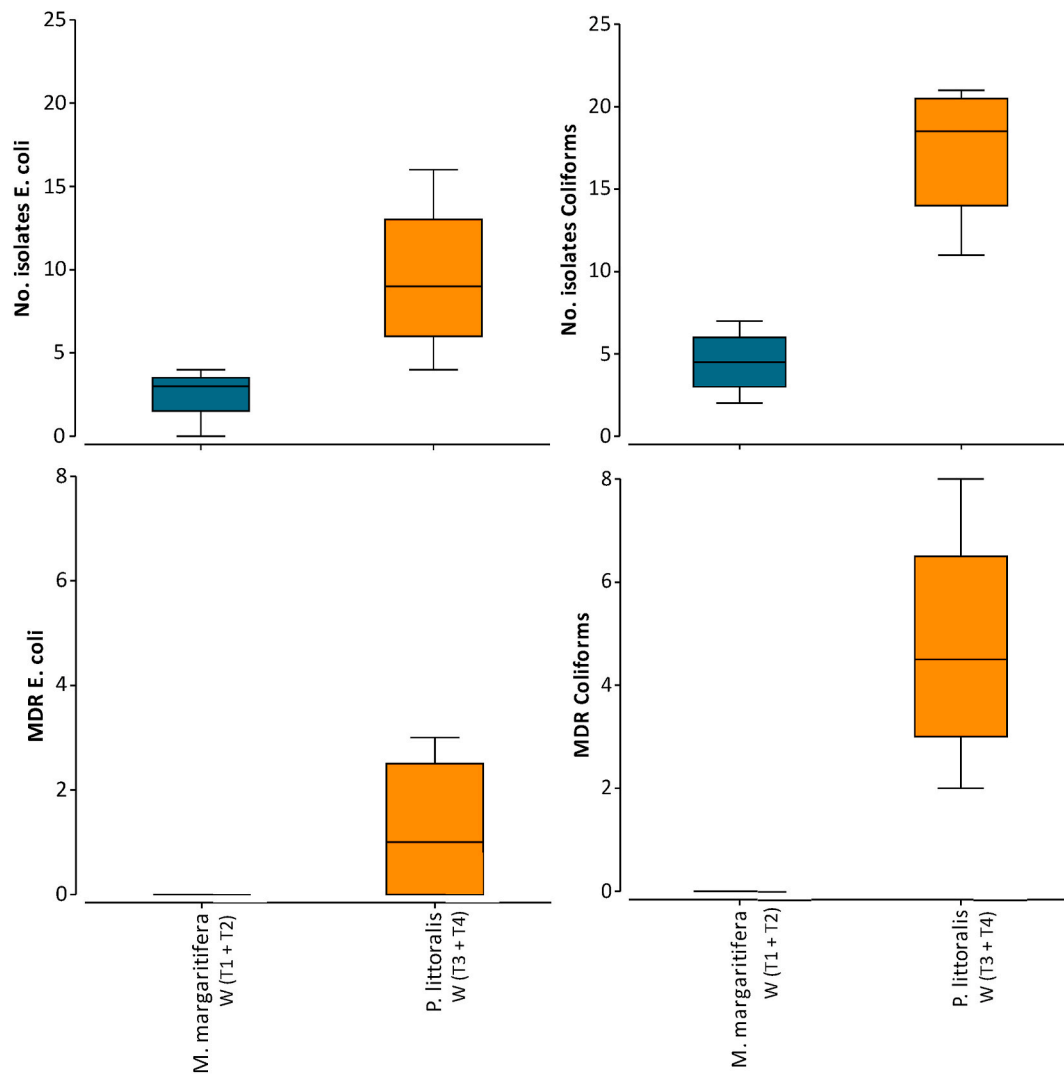 25
20
15
10
5
0
No. isolates E. coli
25
20
15
10
5
0
No. isolates Coliforms
8
6
4
2
0
MDR E. coli
M. margaritifera
W (T1 + T2)
P. littoralis
W (T3 + T4)
8
6
4
2
0
MDR Coliforms
M. margaritifera
W (T1 + T2)
P. littoralis
W (T3 + T4)